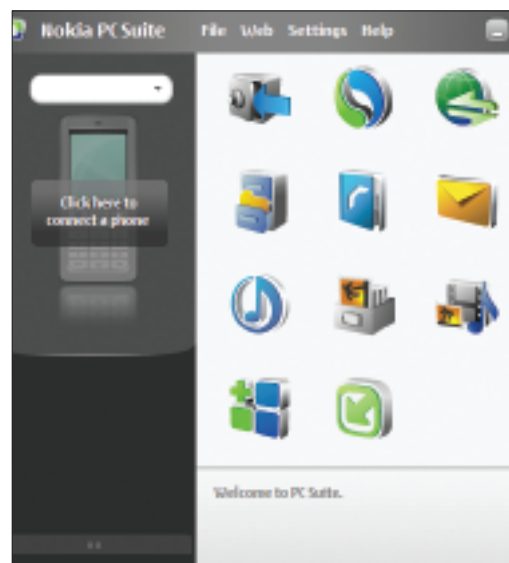 Nokia PC Suite
File Web Settings Help
Click here to
connect a phone
Welcome to PC Suite.